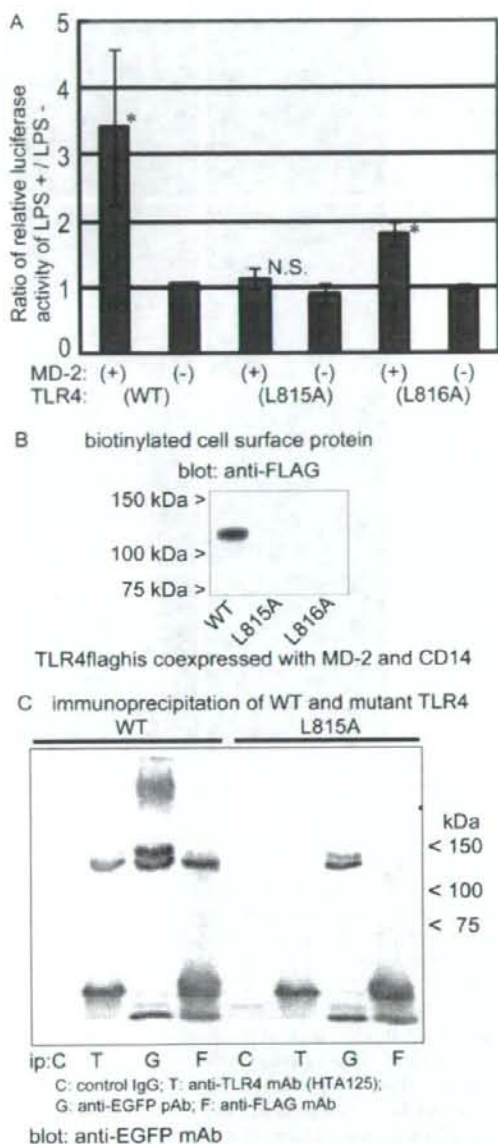 A
Ratio of relative luciferase
activity of LPS + / LPS -
5
4
3
2
1
0
*
N.S.
*
MD-2: (+) (-) (+) (-) (+) (-)
TLR4: (WT) (L815A) (L816A)
B biotinylated cell surface protein
blot: anti-FLAG
150 kDa >
100 kDa >
75 kDa >
WT L815A L816A
TLR4flaghis coexpressed with MD-2 and CD14
C immunoprecipitation of WT and mutant TLR4
WT L815A
kDa
< 150
< 100
< 75
ip:C T G F C T G F
C: control IgG; T: anti-TLR4 mAb (HTA125);
G: anti-EGFP pAb; F: anti-FLAG mAb
blot: anti-EGFP mAb